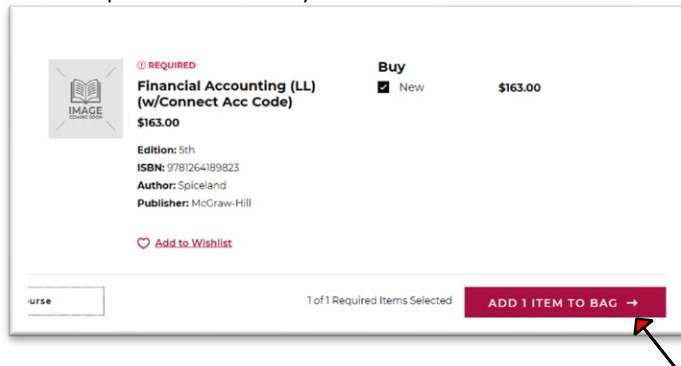 REQUIRED
Financial Accounting (LL)
(w/Connect Acc Code)
$163.00
Edition: 5th
ISBN: 9781264189823
Author: Spiceland
Publisher: McGraw-Hill
Add to Wishlist
IMAGE
COMING SOON
Buy
New $163.00
urse
1 of 1 Required Items Selected
ADD 1 ITEM TO BAG →